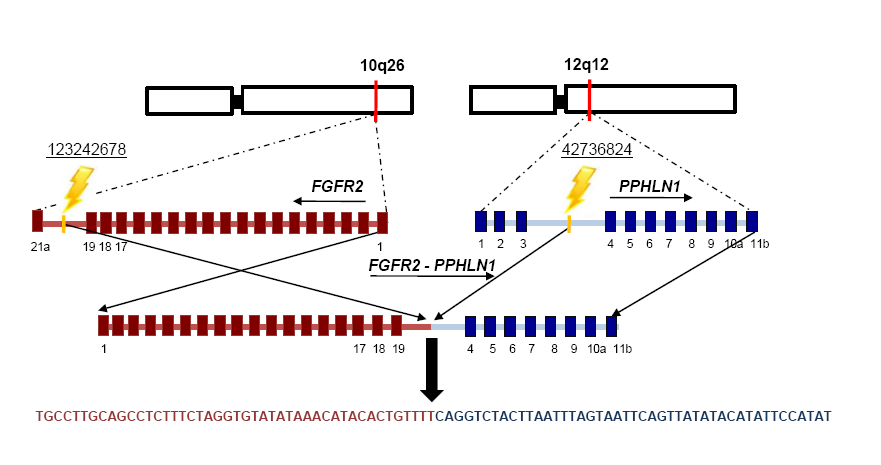 10q26 12q12
123242678 42736824
FGFR2 PPHLN1
21a 19 18 17 1 1 2 3 4 5 6 7 8 9 10a 11b
FGFR2 - PPHLN1
1 17 18 19 4 5 6 7 8 9 10a 11b
TGCCTTGCAGCCTCTTTCTAGGTGTATATAAACATACACTGTTTTCAGGTCTACTTAATTTAGTAATTCAGTTATATACATATTCCATAT